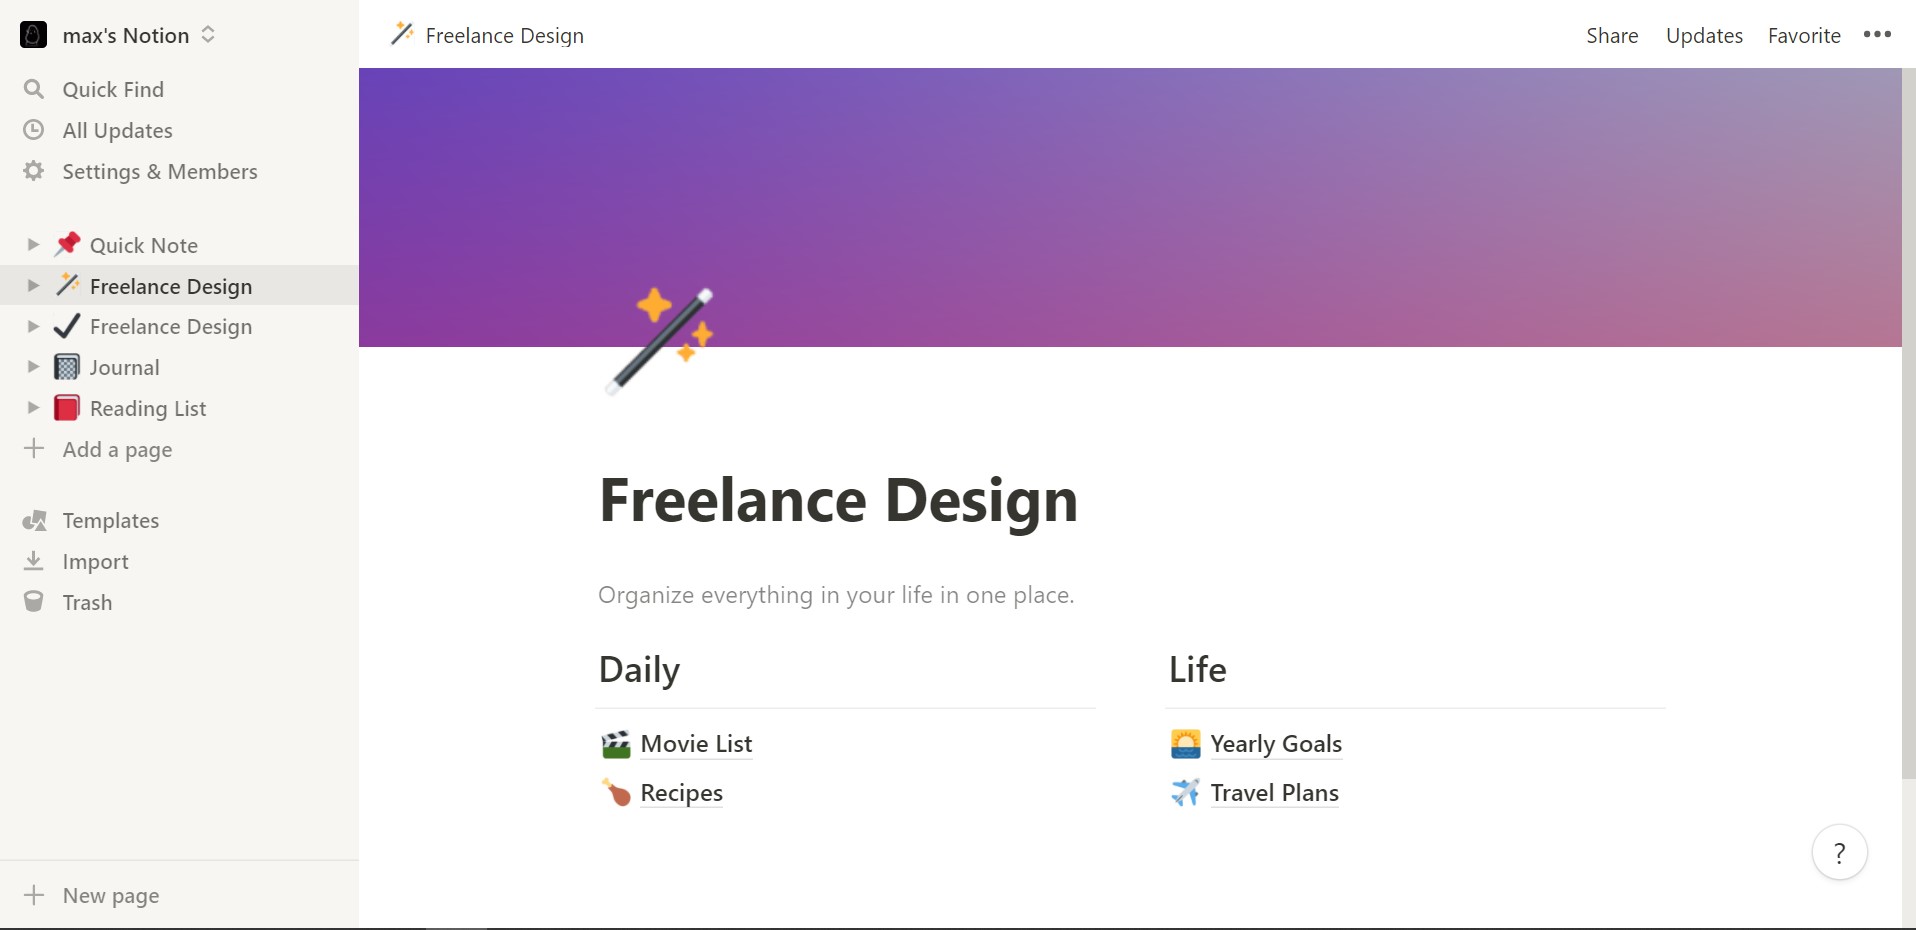 max's Notion
Quick Find
All Updates
Settings & Members
Quick Note
Freelance Design
Freelance Design
Journal
Reading List
Add a page
Templates
Import
Trash
New page
Freelance Design
Share Updates Favorite
Freelance Design
Organize everything in your life in one place.
Daily
Movie List
Recipes
Life
Yearly Goals
Travel Plans
?